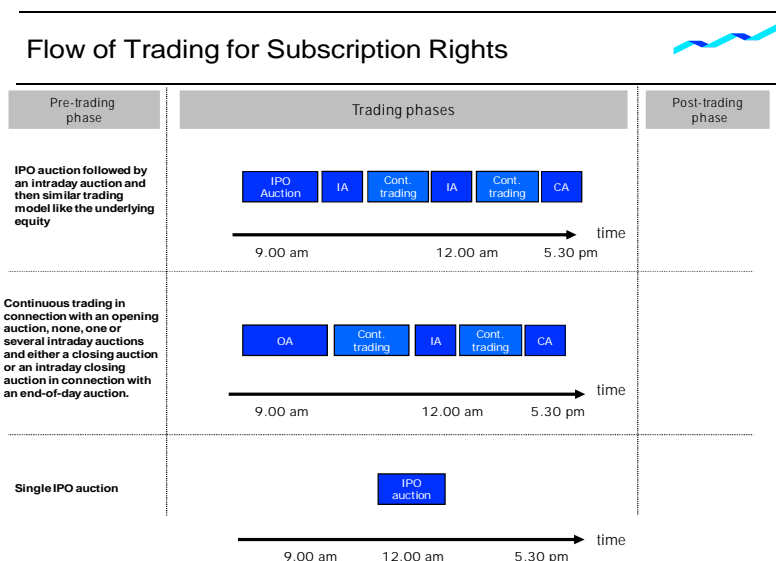 Flow of Trading for Subscription Rights
Pre-trading
phase
Trading phases
Post-trading
phase
IPO auction followed by
an intraday auction and
then similar trading
model like the underlying
equity
IPO
Auction
IA
Cont.
trading
IA
Cont.
trading
CA
time
9.00 am
12.00 am
5.30 pm
Continuous trading in
connection with an opening
auction, none, one or
several intraday auctions
and either a closing auction
or an intraday closing
auction in connection with
an end-of-day auction.
OA
Cont.
trading
IA
Cont.
trading
CA
time
9.00 am
12.00 am
5.30 pm
Single IPO auction
IPO
auction
time
9.00 am
12.00 am
5.30 pm